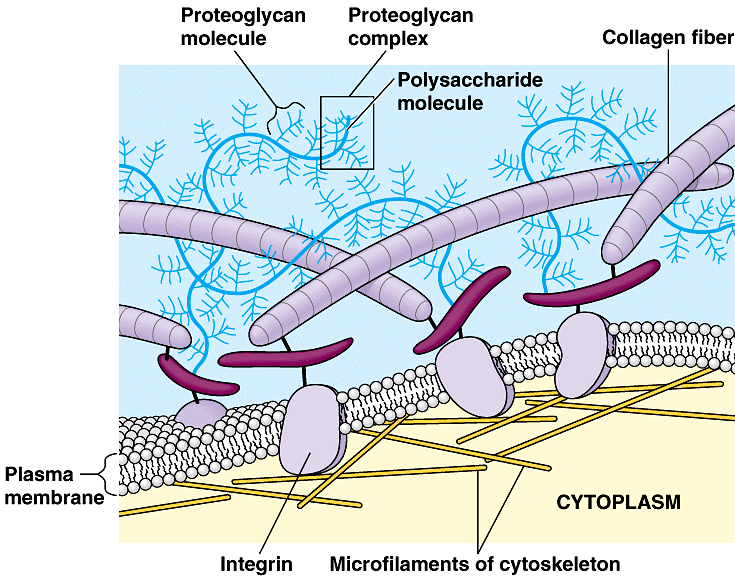 Proteoglycan
molecule
Proteoglycan
complex
Collagen fiber
Polysaccharide
molecule
Plasma
membrane
CYTOPLASM
Integrin
Microfilaments of cytoskeleton